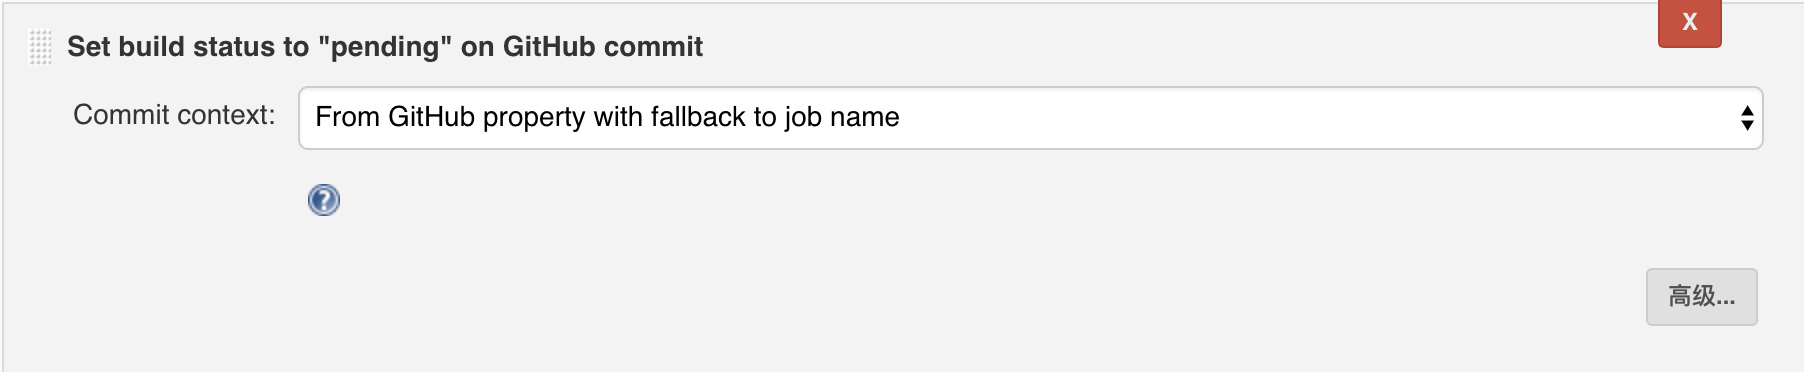 X
Set build status to "pending" on GitHub commit
Commit context: From GitHub property with fallback to job name
?
高级...